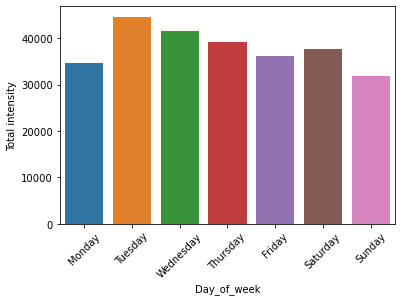 Total intensity
40000
30000
20000
10000
0
Monday
Tuesday
Wednesday
Thursday
Friday
Saturday
Sunday
Day_of_week